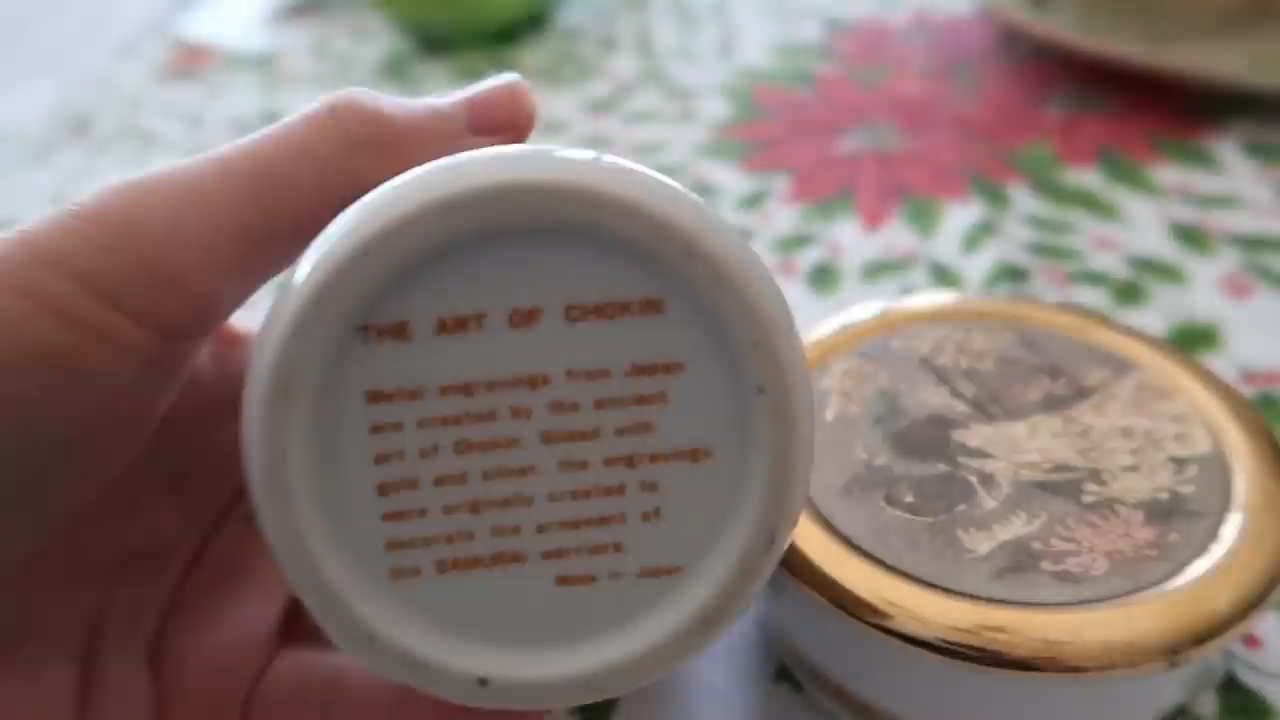 THE ART OF CHOKIN
Metal engravings from Japan
are created by the ancient
art of Chokin. Gilded with
gold and silver, the engravings
were originally created to
decorate the armament of
the SAMURAI warriors.
Made in Japan